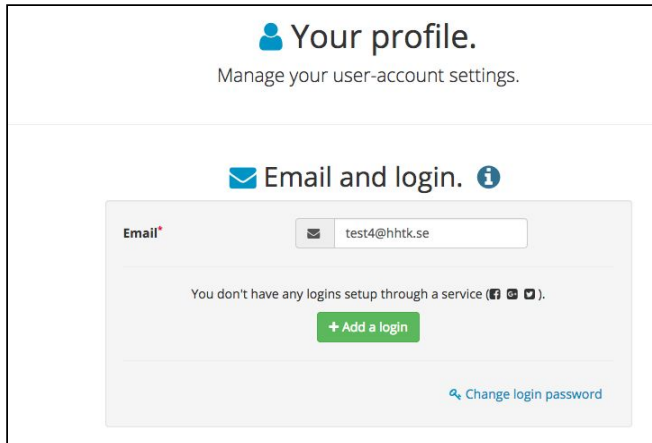 Your profile.
Manage your user-account settings.
Email and login.
Email*
test4@hhtk.se
You don't have any logins setup through a service ( ).
+ Add a login
Change login password